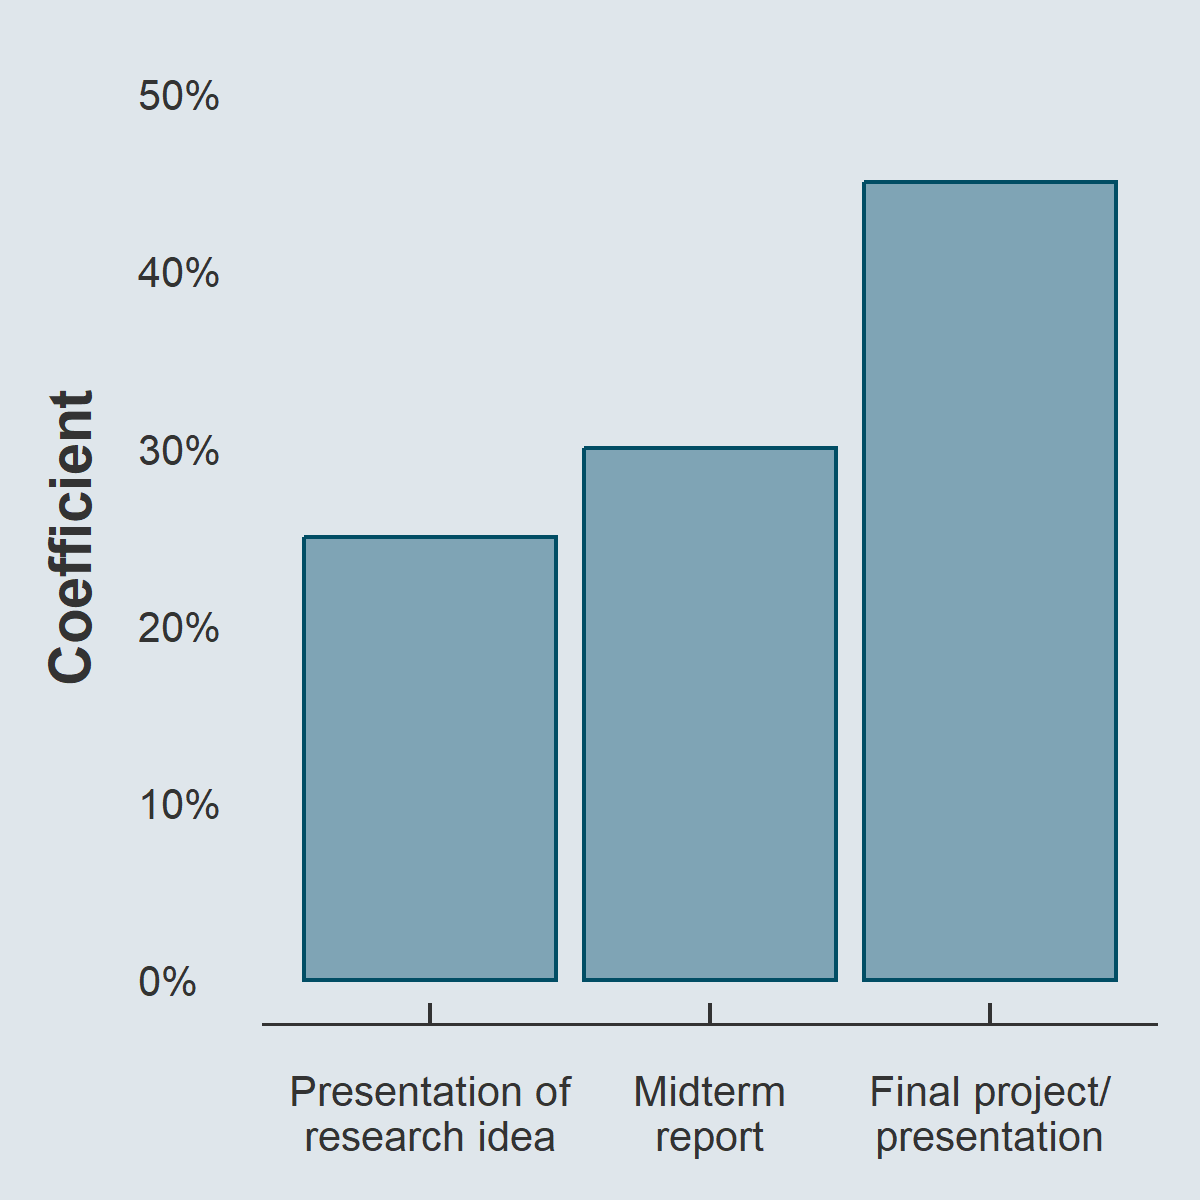 50%
40%
30%
20%
10%
0%
Coefficient
Presentation of
research idea
Midterm
report
Final project/
presentation